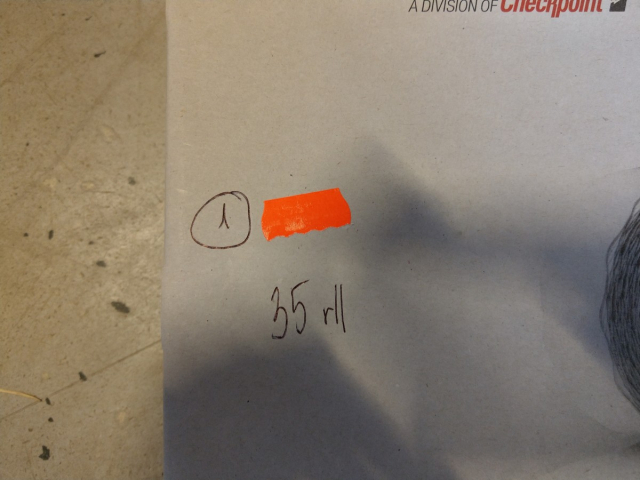 A DIVISION OF Checkpoint
1
35 rll